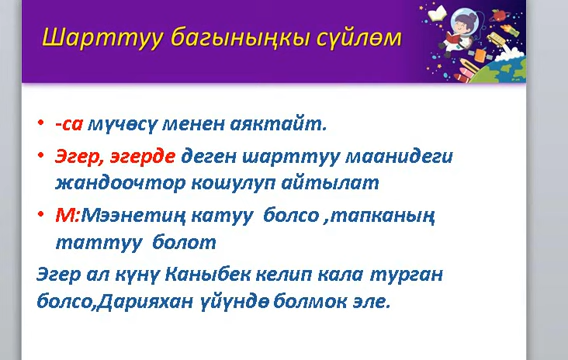 Шарттуу багыныңкы сүйлөм
• -са мүчөсү менен аяктайт.
• Эгер, эгерде деген шарттуу маанидеги
жандоочтор кошулуп айтылат
• М:Мээнетиң катуу болсо ,тапканың
таттуу болот
Эгер ал күнү Каныбек келип кала турган
болсо,Дарияхан үйүндө болмок эле.